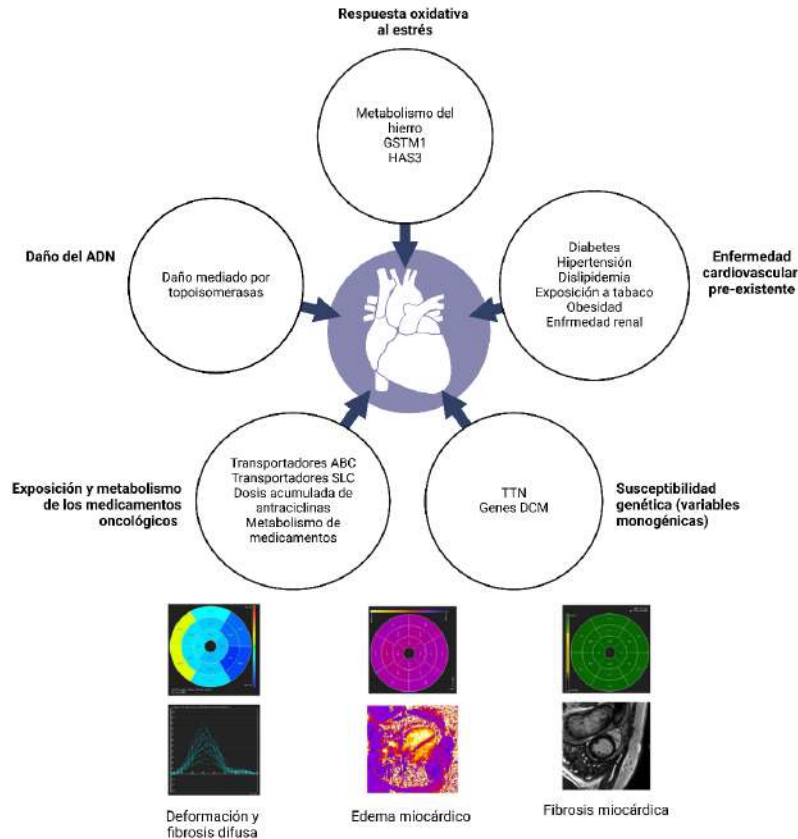 Respuesta oxidativa
al estrés
Metabolismo del
hierro
GSTM1
HAS3
Daño del ADN
Daño mediado por
topoisomerasas
Diabetes
Hipertensión
Dislipidemia
Exposición a tabaco
Obesidad
Enfrmedad renal
Enfermedad
cardiovascular
pre-existente
Exposición y metabolismo
de los medicamentos
oncológicos
Transportadores ABC
Transportadores SLC
Dosis acumulada de
antraciclinas
Metabolismo de
medicamentos
TTN
Genes DCM
Susceptibilidad
genética (variables
monogénicas)
Deformación y
fibrosis difusa
Edema miocárdico
Fibrosis miocárdica